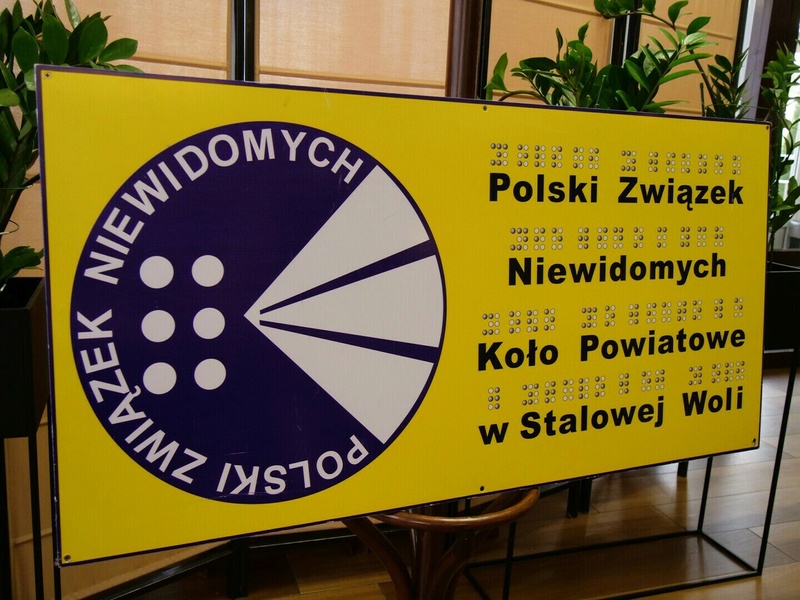 POLSKI ZWIĄZEK NIEWIDOMYCH
Polski Związek
Niewidomych
Koło Powiatowe
w Stalowej Woli